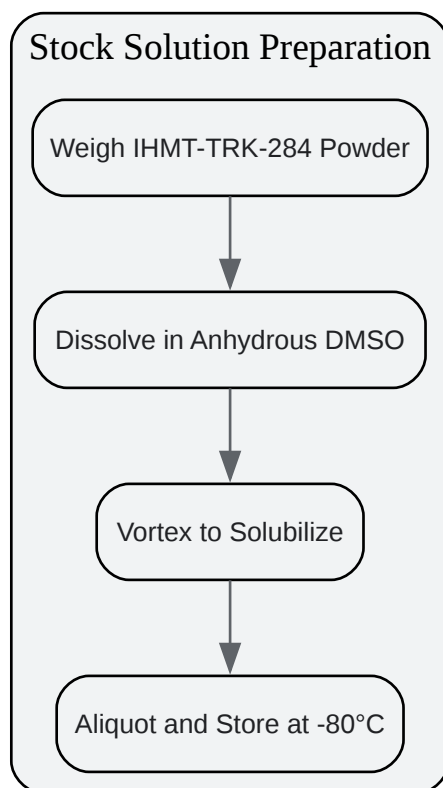 Stock Solution Preparation
Weigh IHMT-TRK-284 Powder
Dissolve in Anhydrous DMSO
Vortex to Solubilize
Aliquot and Store at -80°C